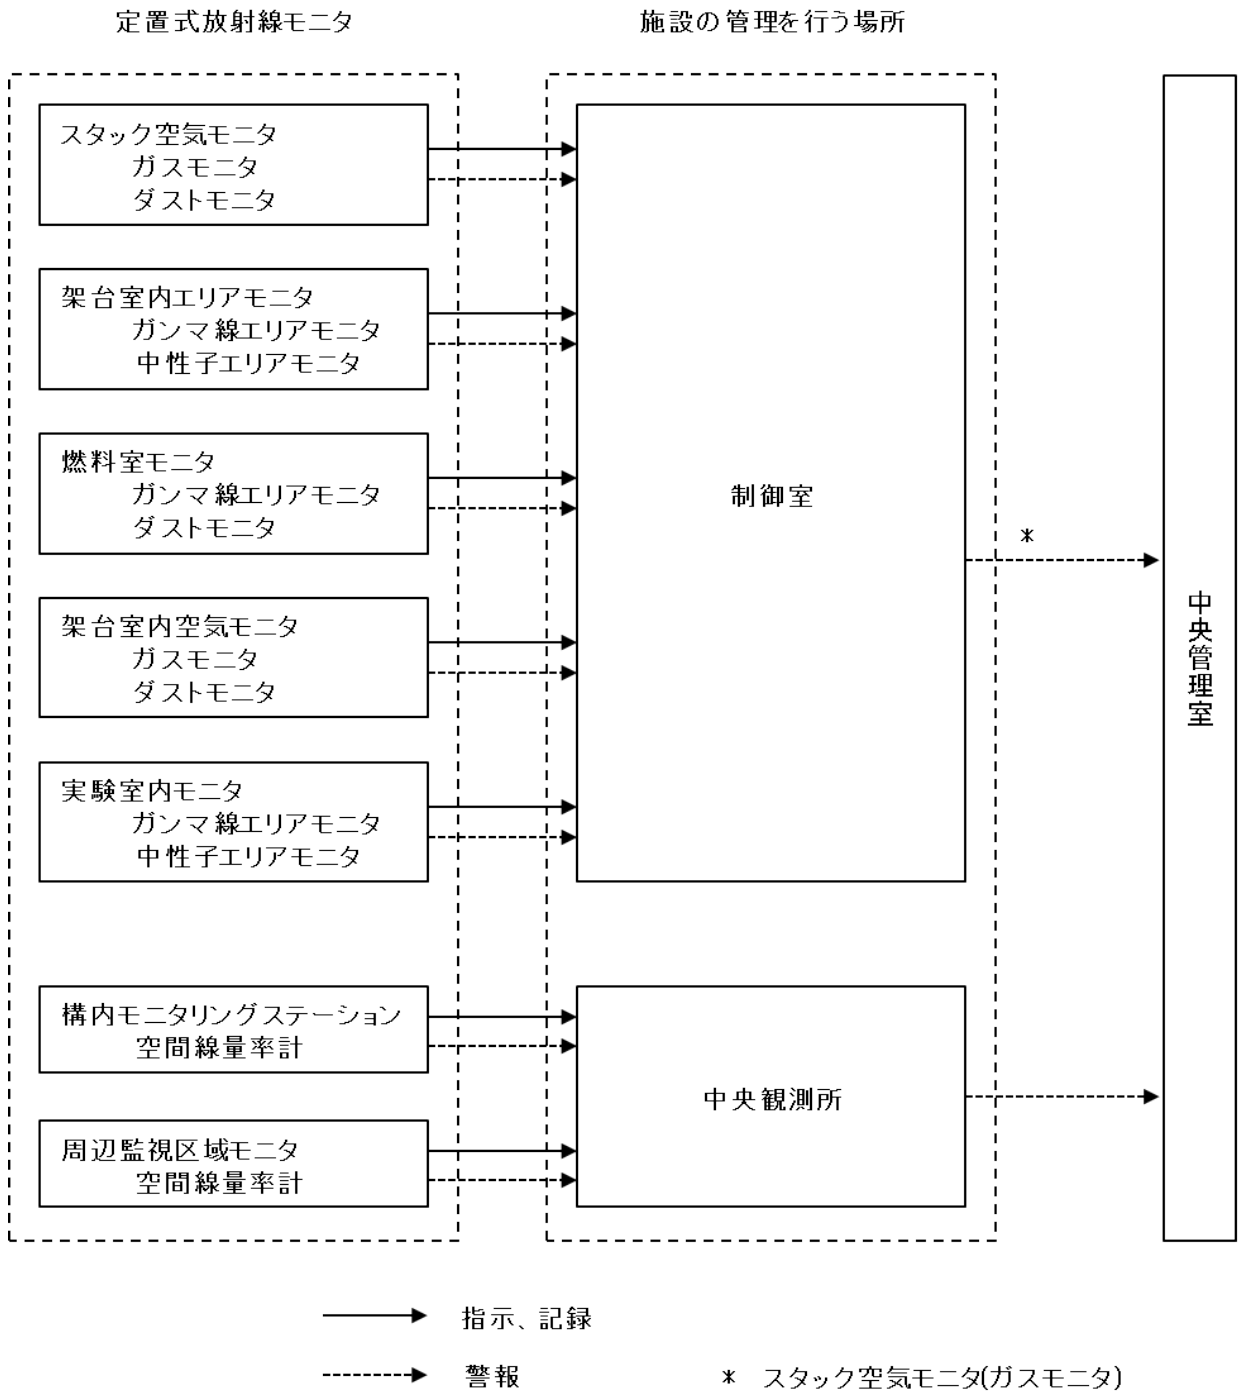 定置式放射線モニタ
施設の管理を行う場所
スタック空気モニタ
ガスモニタ
ダストモニタ
架台室内エリアモニタ
ガンマ線エリアモニタ
中性子エリアモニタ
燃料室モニタ
ガンマ線エリアモニタ
ダストモニタ
架台室内空気モニタ
ガスモニタ
ダストモニタ
実験室内モニタ
ガンマ線エリアモニタ
中性子エリアモニタ
制御室
*
構内モニタリングステーション
空間線量率計
周辺監視区域モニタ
空間線量率計
中央観測所
中央管理室
指示、記録
警報
* スタック空気モニタ(ガスモニタ)